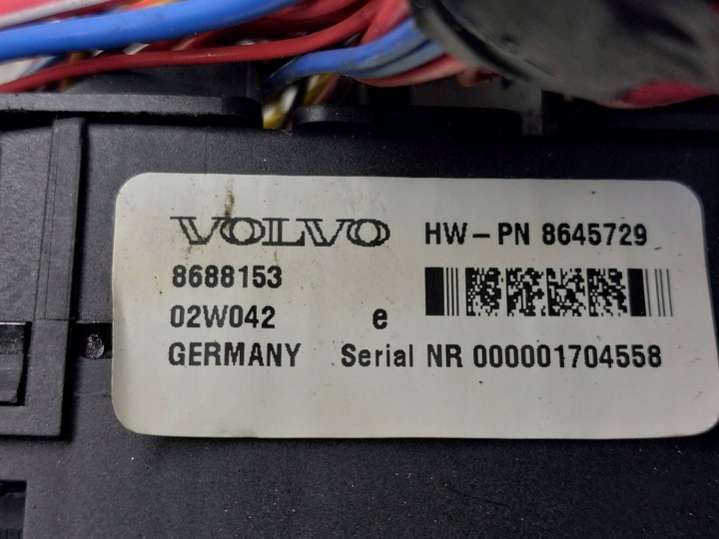 VOLVO HW-PN 8645729
8688153
02W042 e
GERMANY Serial NR 000001704558